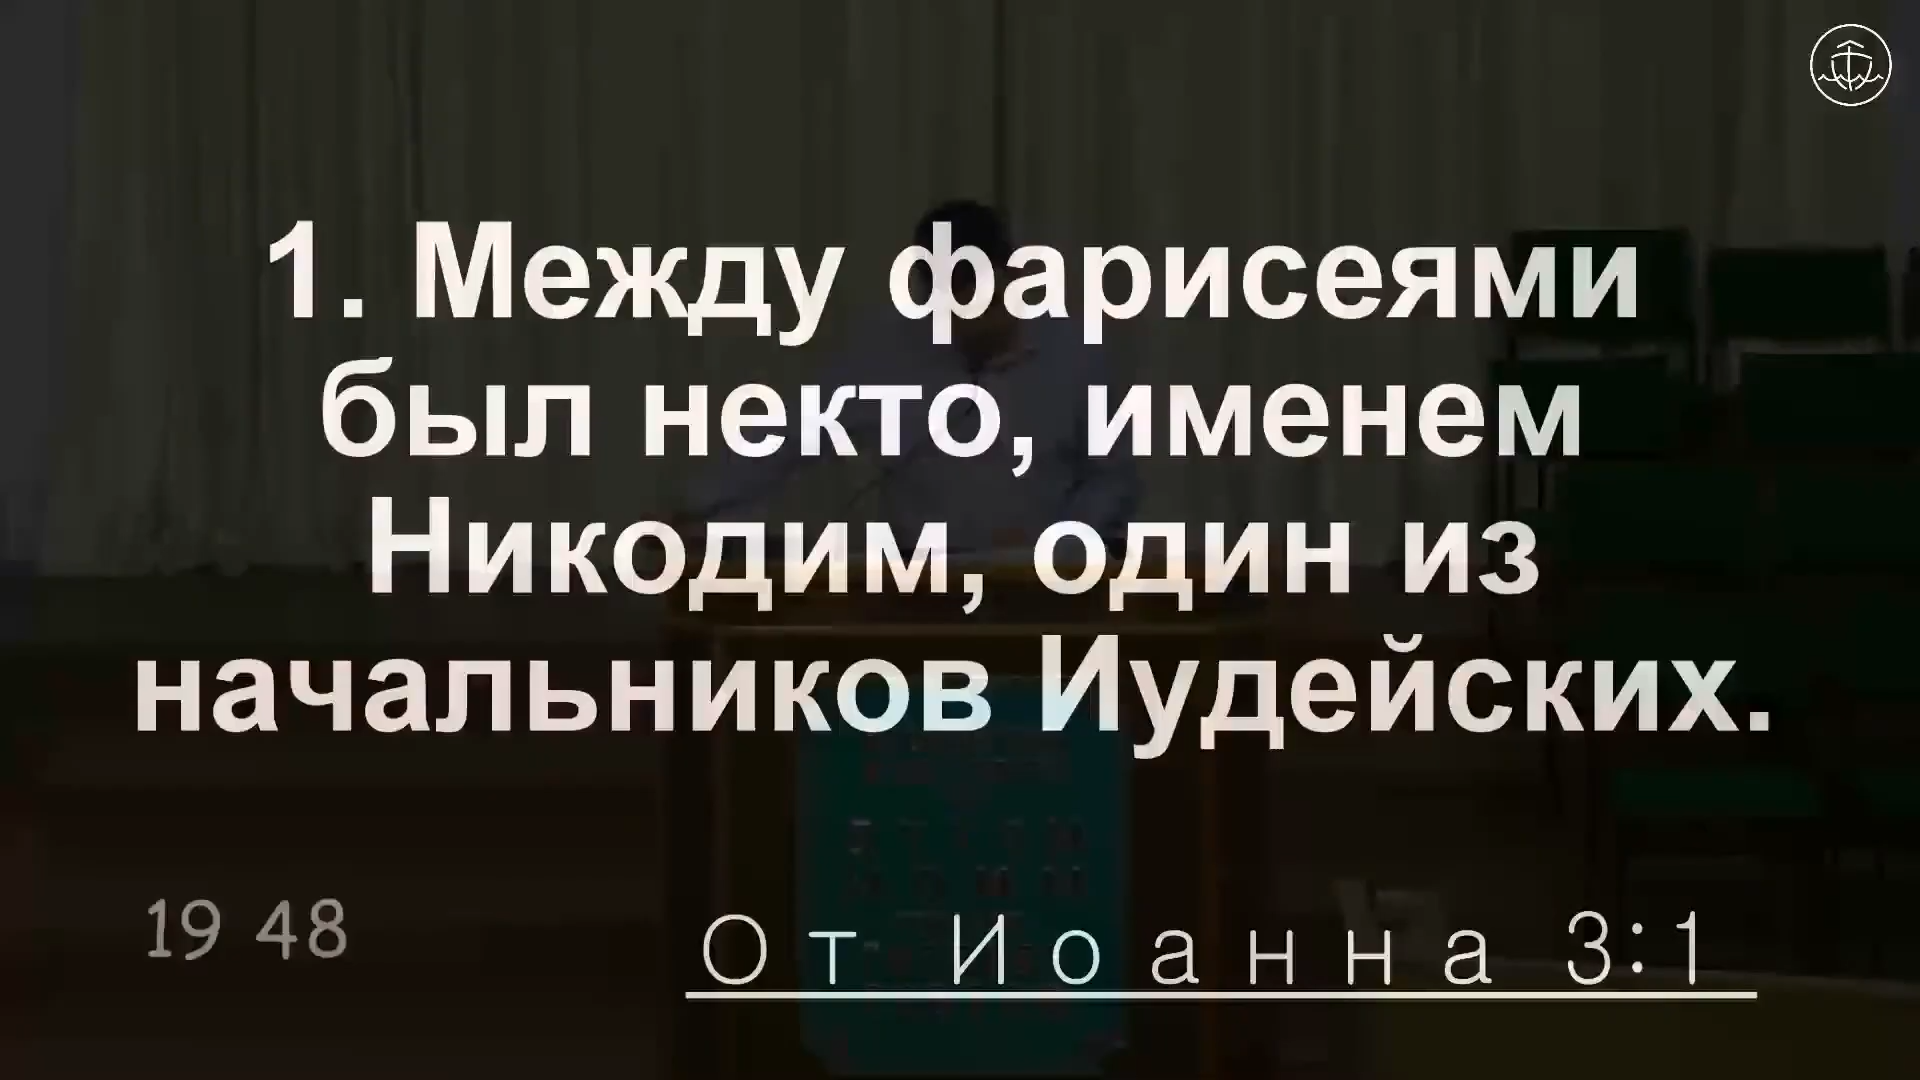 1. Между фарисеями
был некто, именем
Никодим, один из
начальников Иудейских.
19 48
От Иоанна 3:1